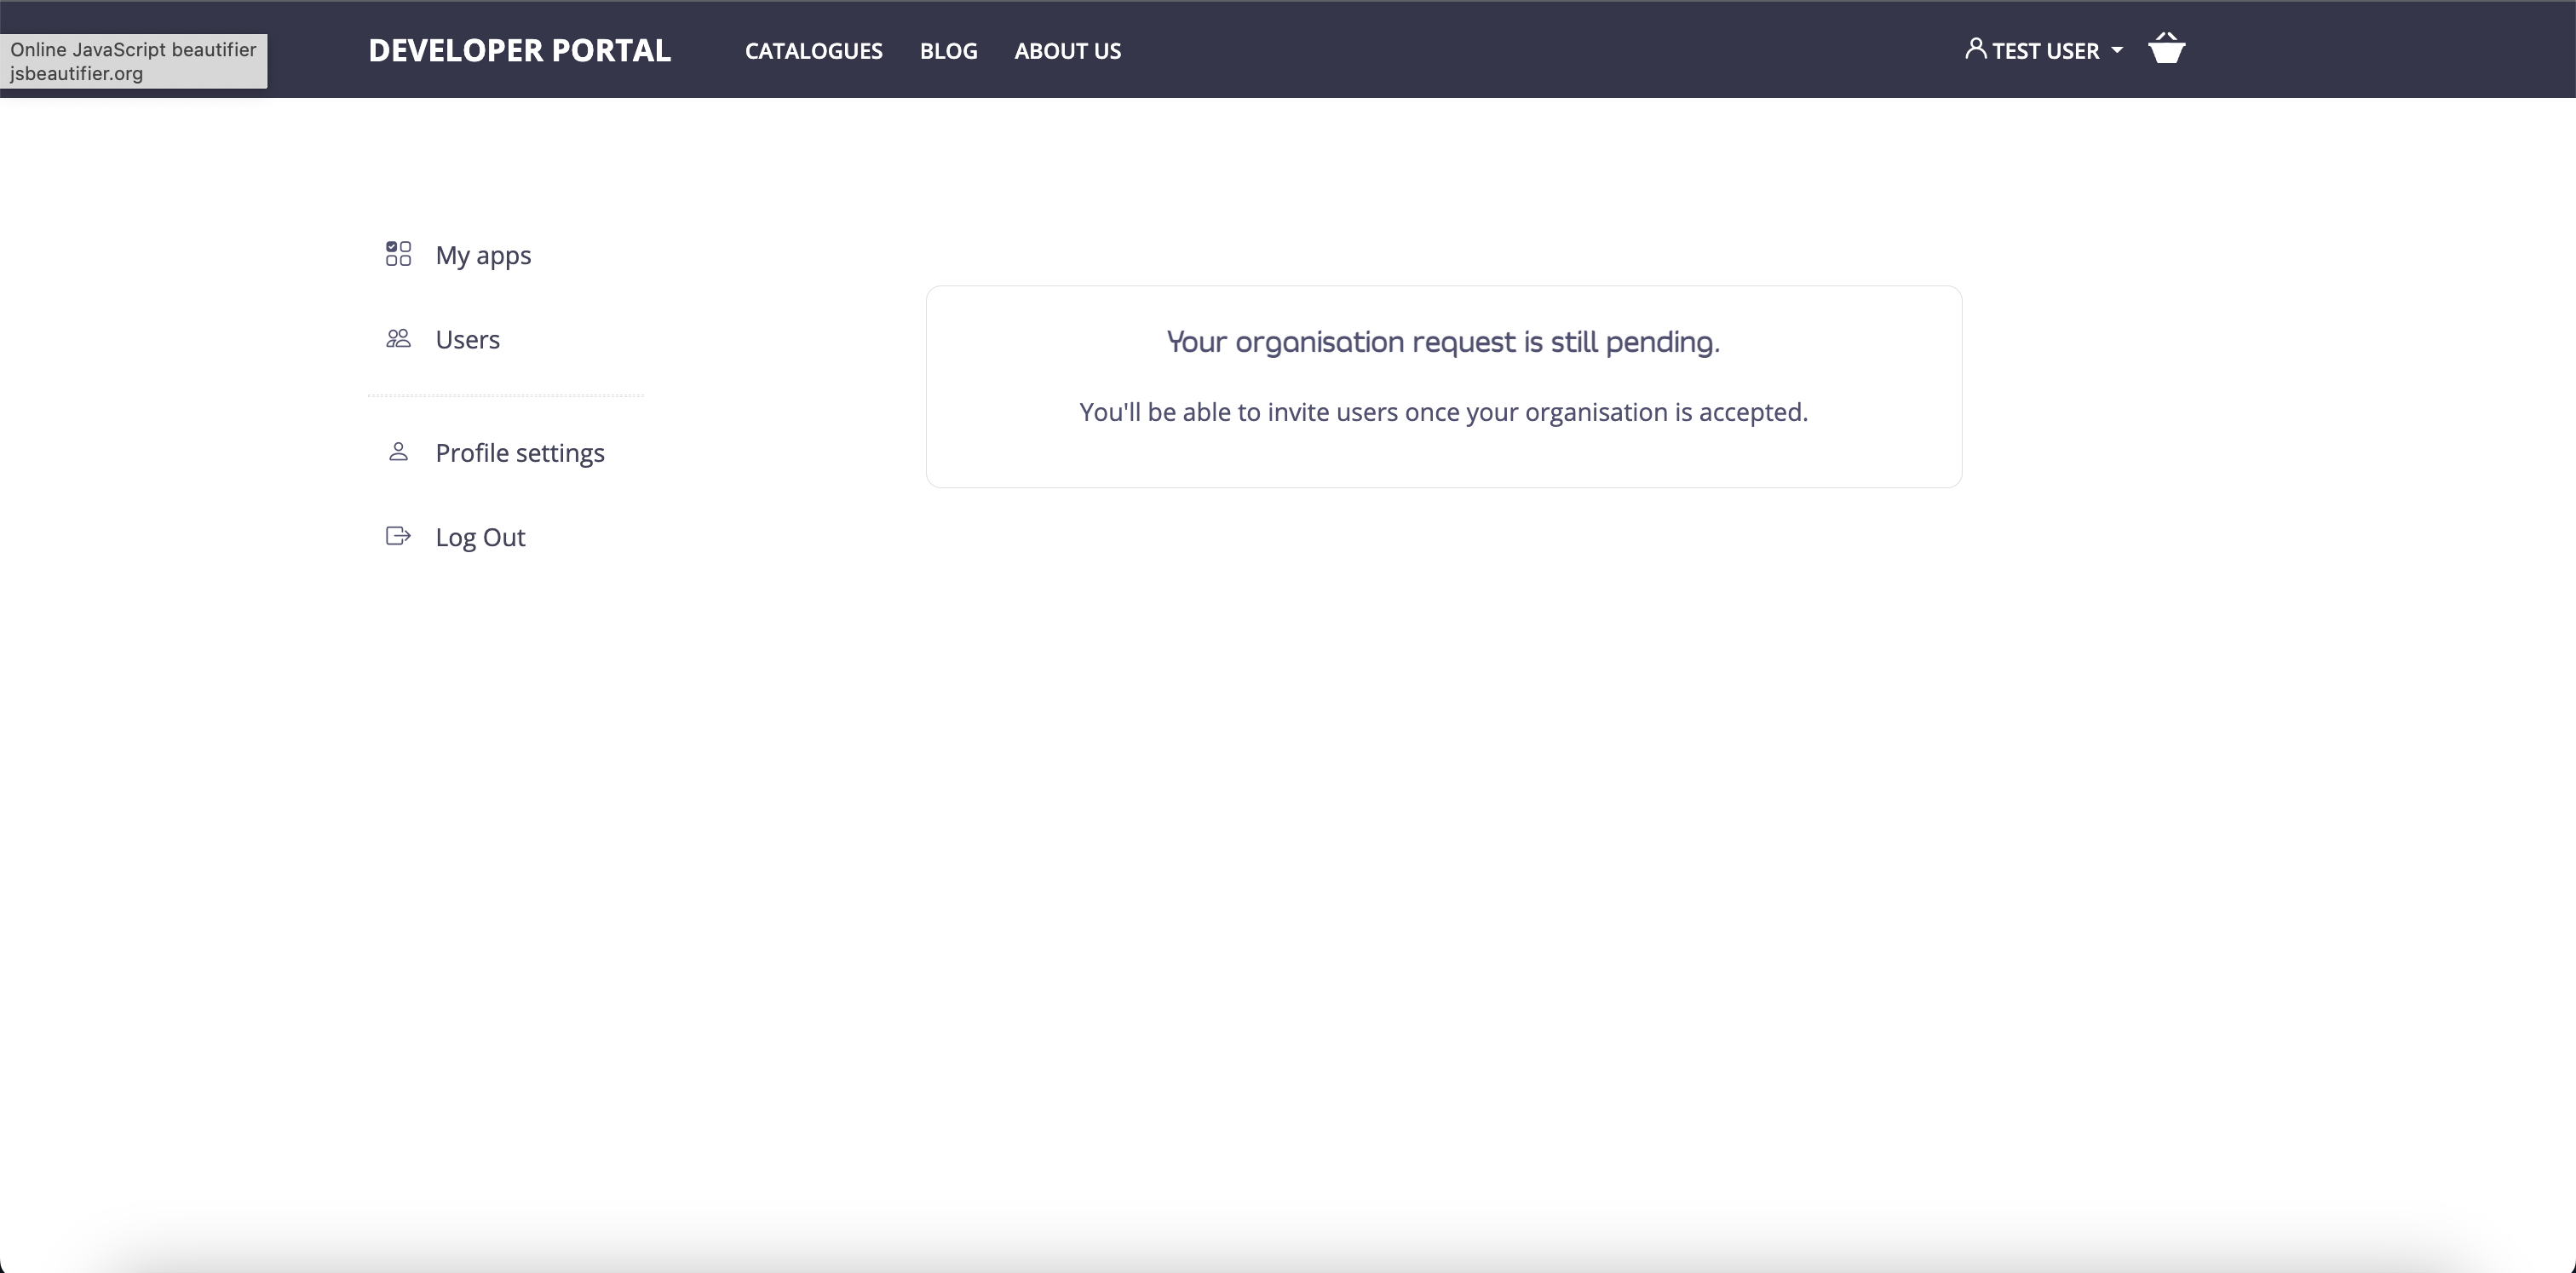 Online JavaScript beautifier
jsbeautifier.org
DEVELOPER PORTAL
CATALOGUES
BLOG
ABOUT US
TEST USER
My apps
Users
Profile settings
Log Out
Your organisation request is still pending.
You'll be able to invite users once your organisation is accepted.